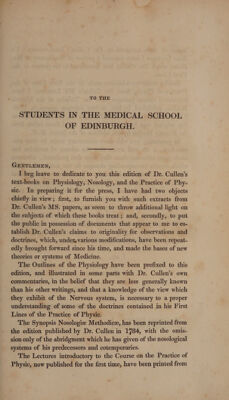 TO THE
STUDENTS IN THE MEDICAL SCHOOL
OF EDINBURGH.
GENTLEMEN,
I beg leave to dedicate to you this edition of Dr. Cullen's
text-books on Physiology, Nosology, and the Practice of Phy-
sic. In preparing it for the press, I have had two objects
chiefly in view; first, to furnish you with such extracts from
Dr. Cullen's MS. papers, as seem to throw additional light on
the subjects of which these books treat; and, secondly, to put
the public in possession of documents that appear to me to es-
tablish Dr. Cullen's claims to originality for observations and
doctrines, which, under various modifications, have been repeat-
edly brought forward since his time, and made the bases of new
theories or systems of Medicine.
The Outlines of the Physiology have been prefixed to this
edition, and illustrated in some parts with Dr. Cullen's own
commentaries, in the belief that they are less generally known
than his other writings, and that a knowledge of the view which
they exhibit of the Nervous system, is necessary to a proper
understanding of some of the doctrines contained in his First
Lines of the Practice of Physic.
The Synopsis Nosologiæ Methodicæ, has been reprinted from
the edition published by Dr. Cullen in 1784, with the omis-
sion only of the abridgment which he has given of the nosological
systems of his predecessors and cotemporaries.
The Lectures introductory to the Course on the Practice of
Physic, now published for the first time, have been printed from